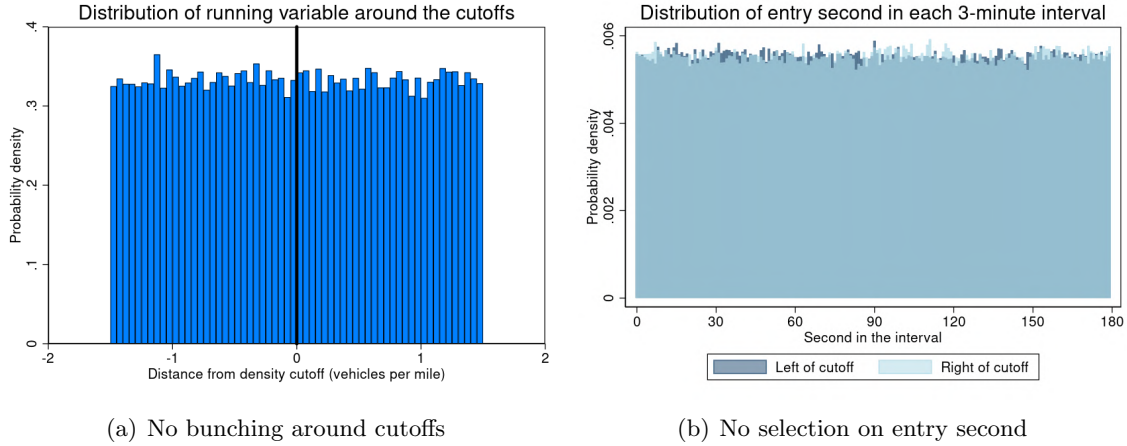 Distribution of running variable around the cutoffs
Probability density
.4
.3
.2
.1
0
-2
-1
0
1
2
Distance from density cutoff (vehicles per mile)
(a) No bunching around cutoffs
Distribution of entry second in each 3-minute interval
Probability density
.006
.004
.002
0
0
30
60
90
120
150
180
Second in the interval
Left of cutoff
Right of cutoff
(b) No selection on entry second